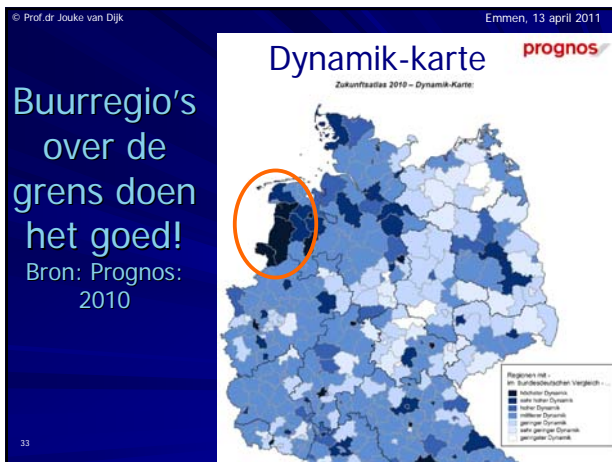 © Prof.dr Jouke van Dijk
Emmen, 13 april 2011
Buurregio's
over de
grens doen
het goed!
Bron: Prognos:
2010
33
Dynamik-karte
prognos
Zukunftsatlas 2010 – Dynamik-Karte:
Regionen mit -
im bundesdeutschen Vergleich - ...
höchster Dynamik
sehr hoher Dynamik
hoher Dynamik
mittlerer Dynamik
geringer Dynamik
sehr geringer Dynamik
geringster Dynamik